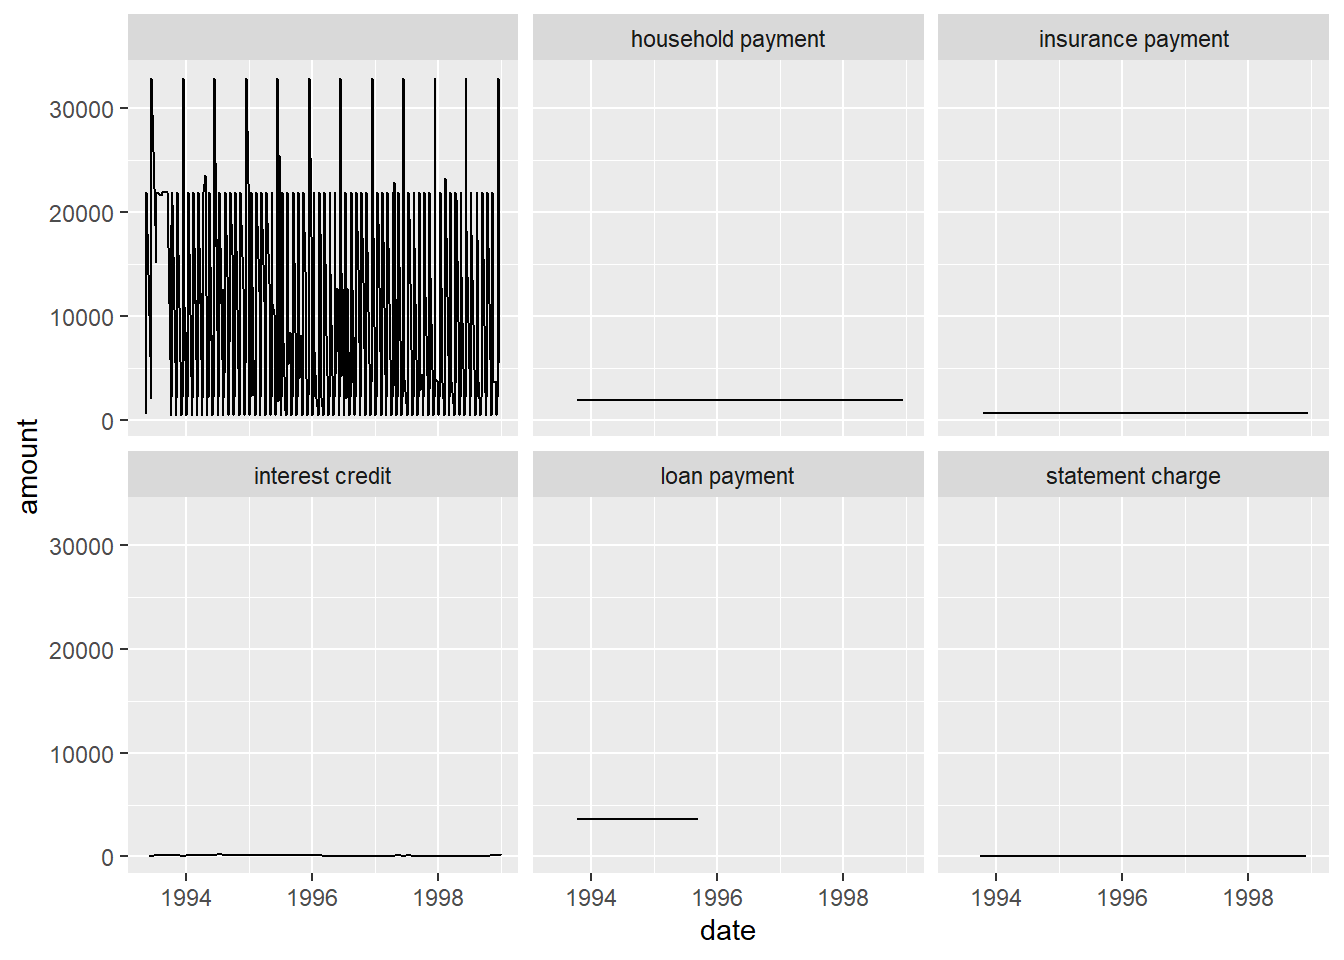 household payment
insurance payment
30000
20000
10000
0
amount
interest credit
loan payment
statement charge
30000
20000
10000
0
1994
1996
1998
1994
1996
1998
1994
1996
1998
date